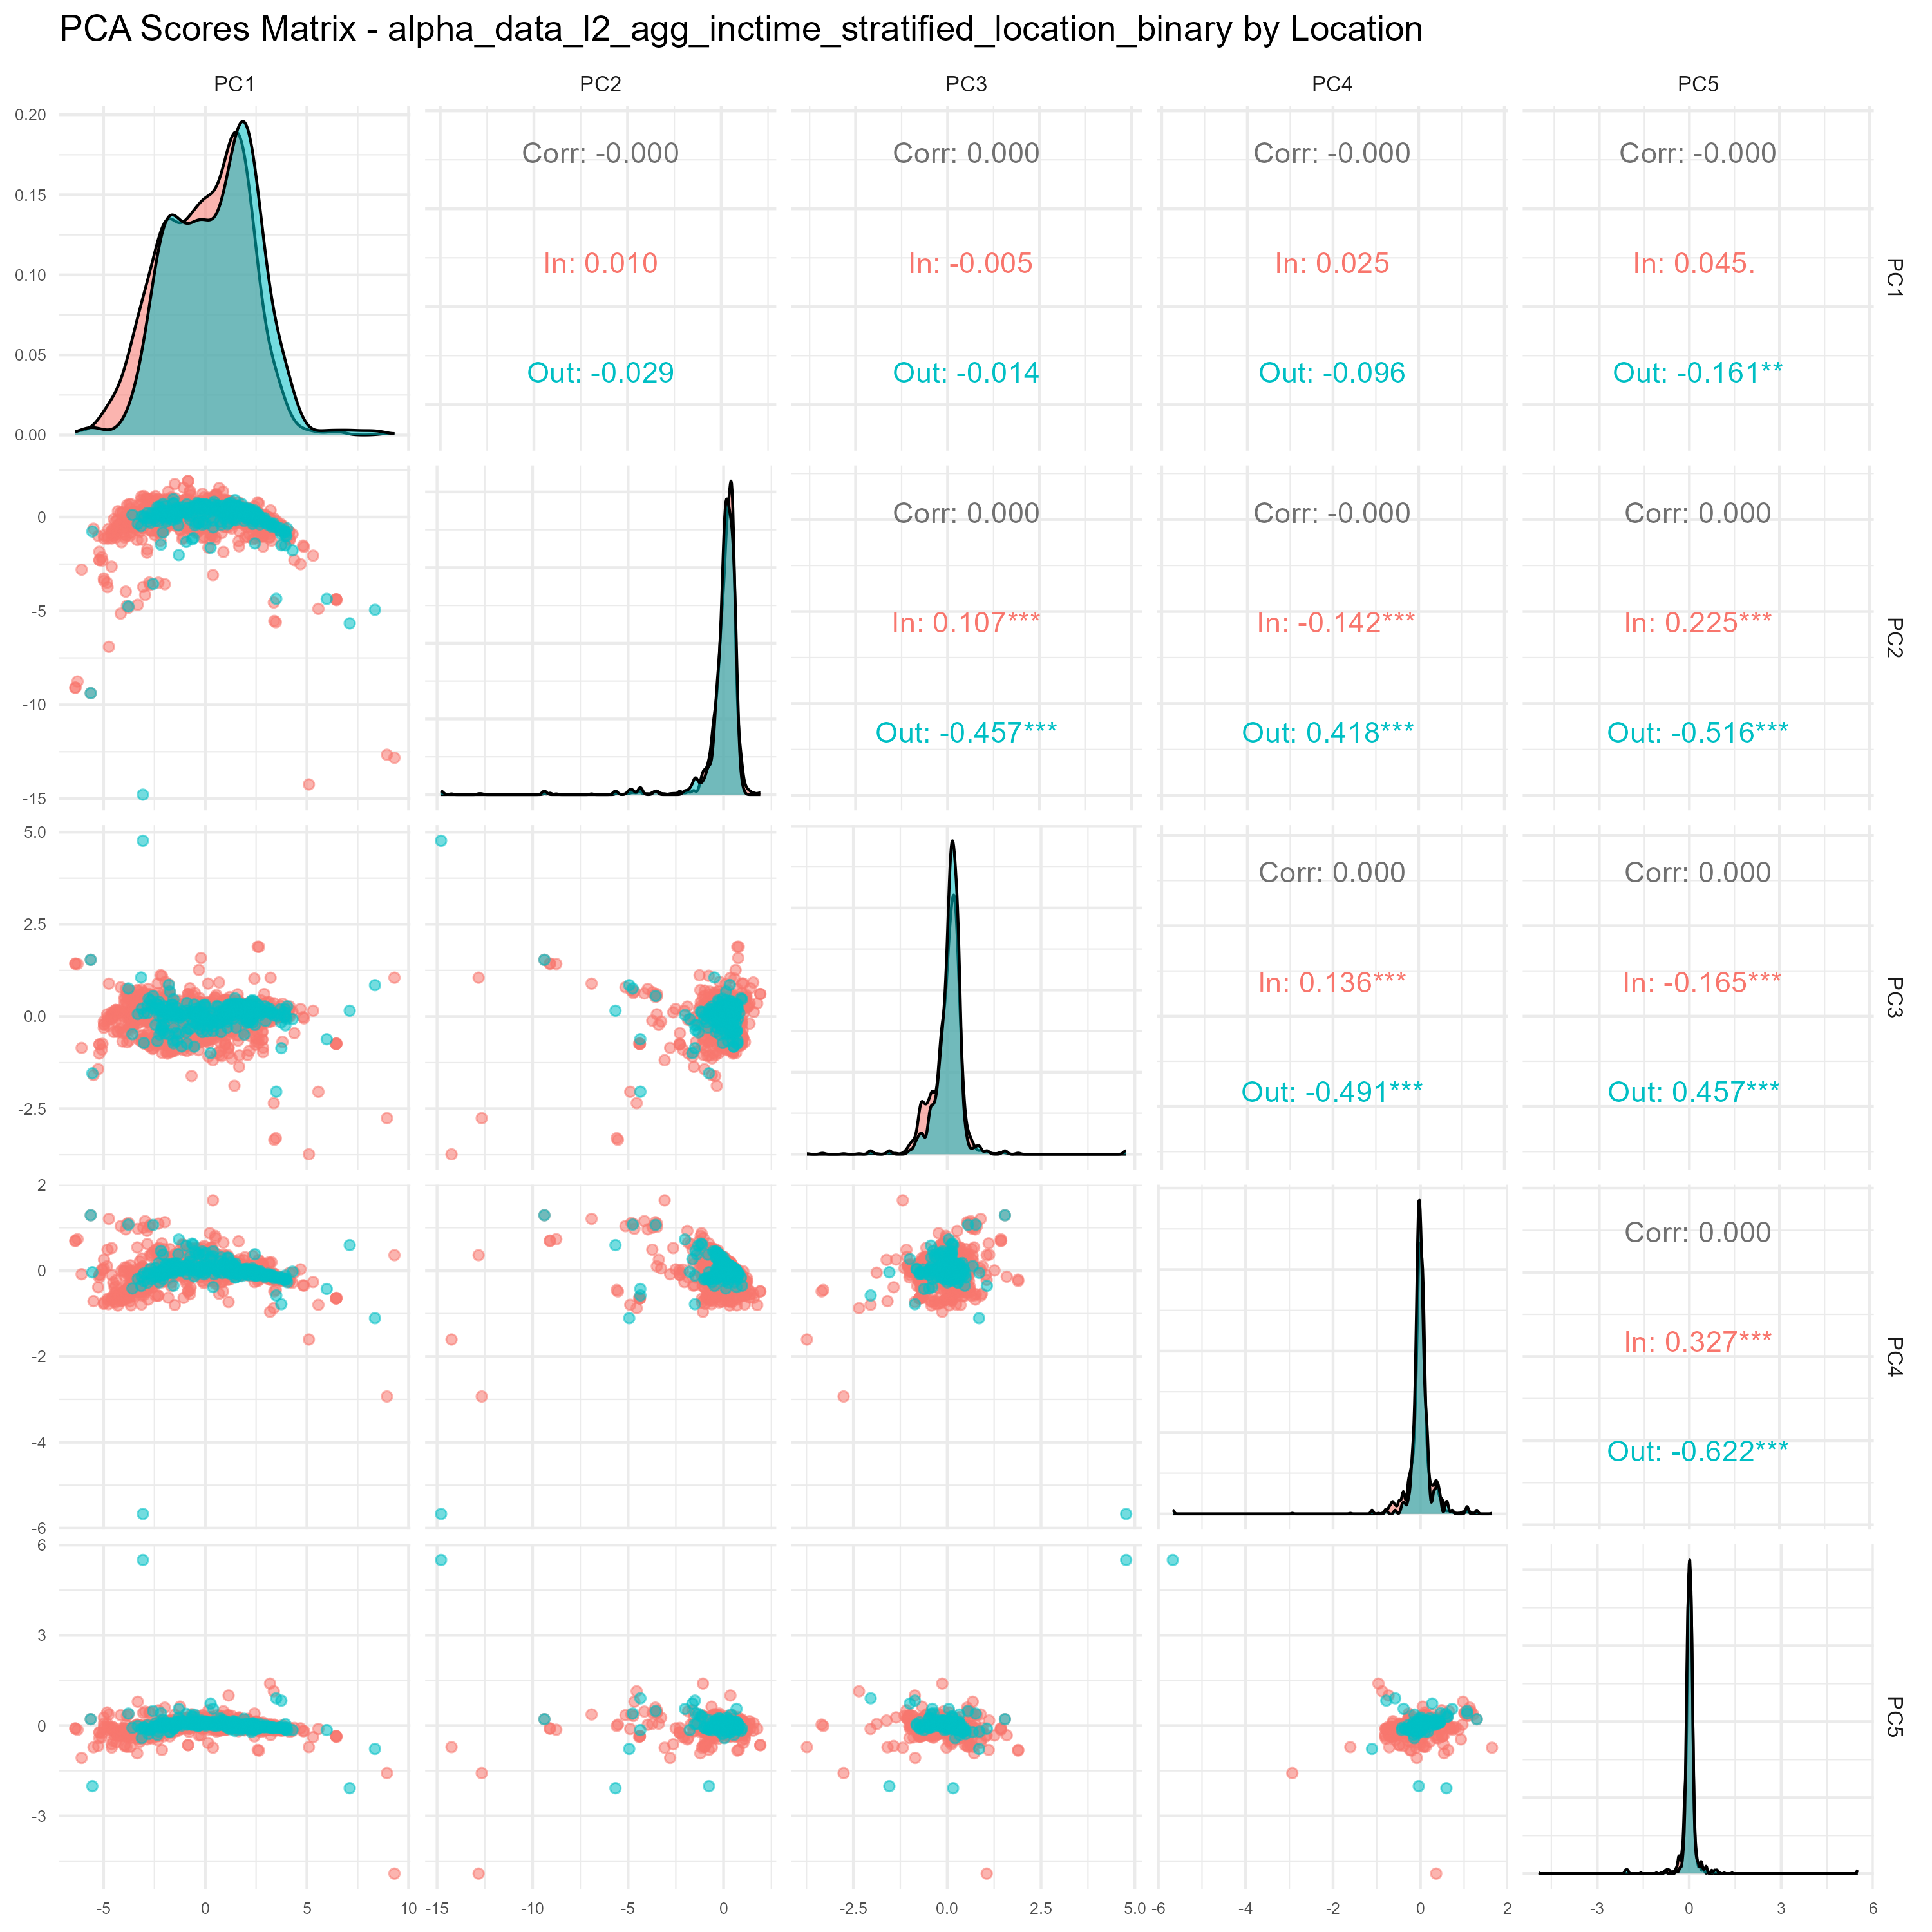 PCA Scores Matrix - alpha_data_l2_agg_inctime_stratified_location_binary by Location
PC1 PC2 PC3 PC4 PC5
0.20
0.15
0.10
0.05
0.00
Corr: -0.000
In: 0.010
Out: -0.029
Corr: 0.000
In: -0.005
Out: -0.014
Corr: -0.000
In: 0.025
Out: -0.096
Corr: -0.000
In: 0.045.
Out: -0.161**
PC1
0
-5
-10
-15
Corr: 0.000
In: 0.107***
Out: -0.457***
Corr: -0.000
In: -0.142***
Out: 0.418***
Corr: 0.000
In: 0.225***
Out: -0.516***
PC2
5.0
2.5
0.0
-2.5
Corr: 0.000
In: 0.136***
Out: -0.491***
Corr: 0.000
In: -0.165***
Out: 0.457***
PC3
2
0
-2
-4
-6
Corr: 0.000
In: 0.327***
Out: -0.622***
PC4
6
3
0
-3
PC5
-5 0 5 10
-15 -10 -5 0
-2.5 0.0 2.5 5.0
-6 -4 -2 0 2
-3 0 3 6